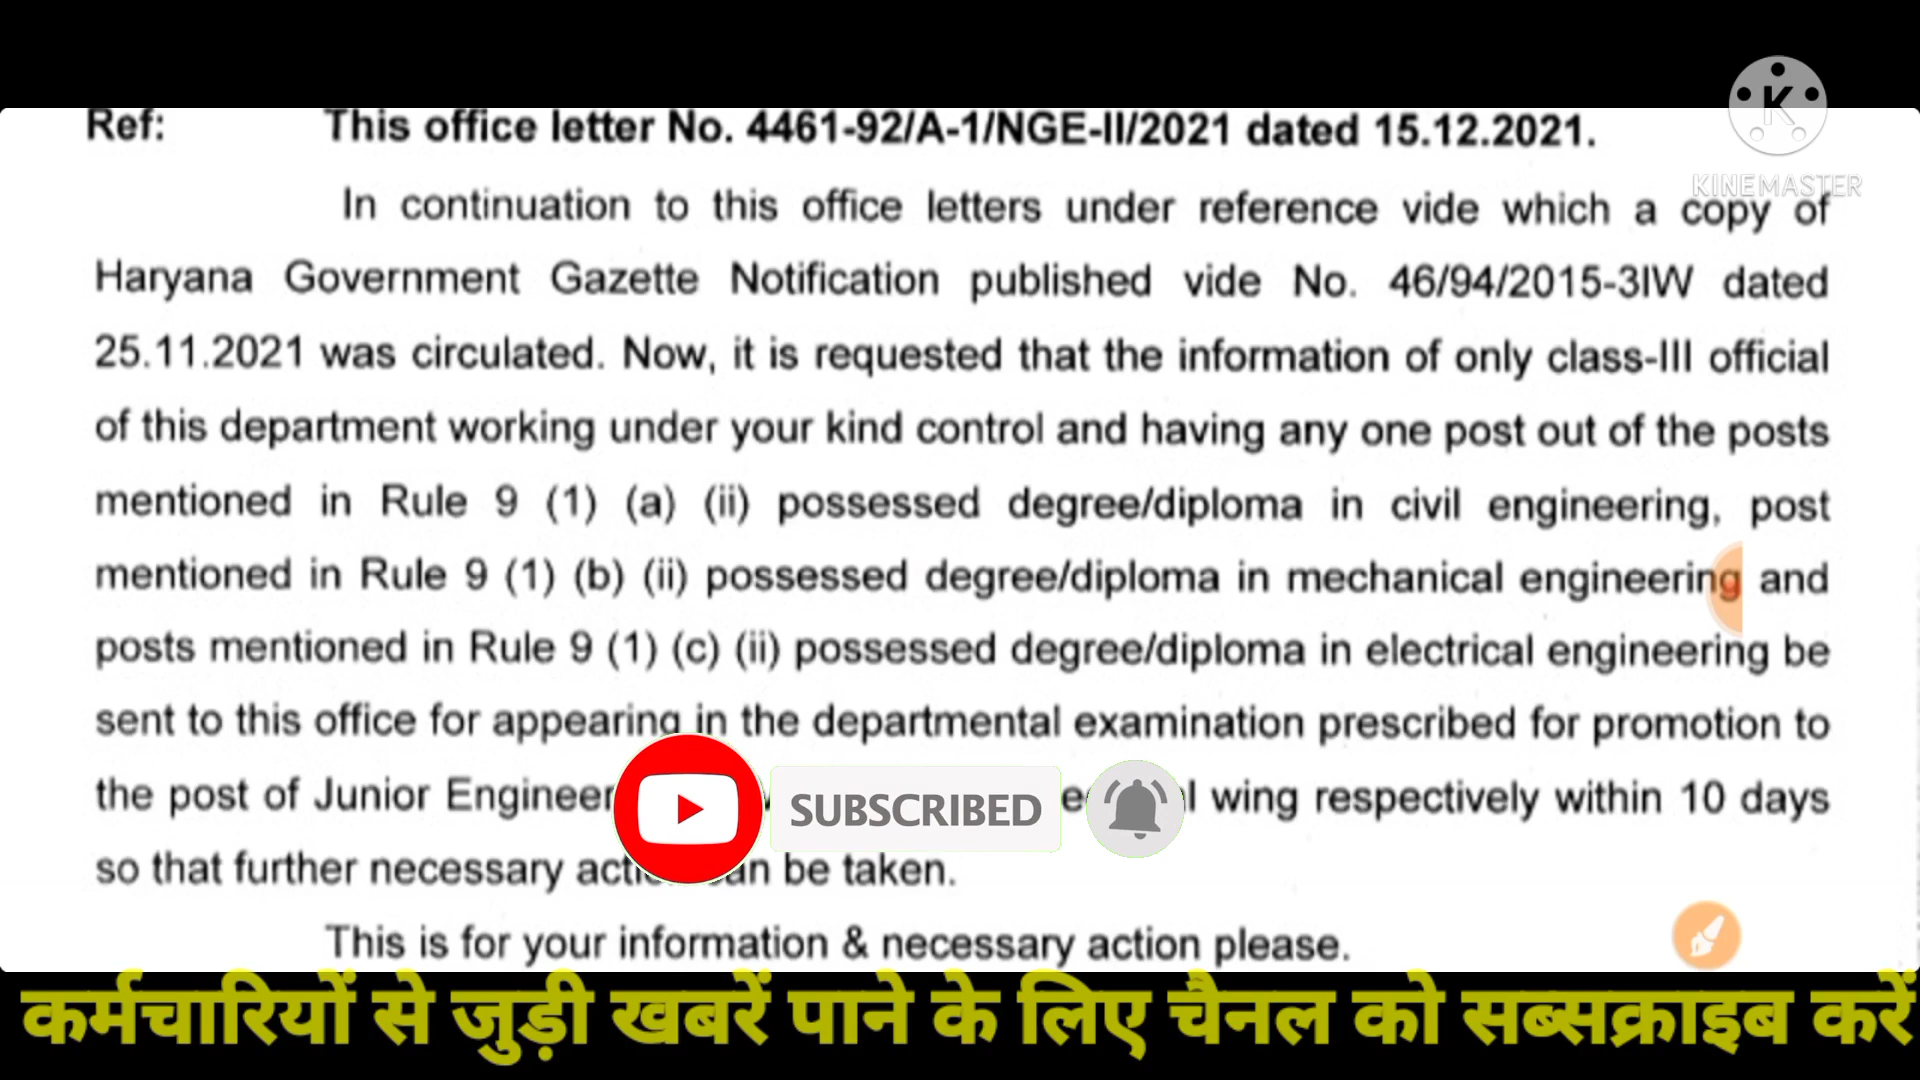 Ref: This office letter No. 4461-92/A-1/NGE-II/2021 dated 15.12.2021.
KINEMASTER
In continuation to this office letters under reference vide which a copy of
Haryana Government Gazette Notification published vide No. 46/94/2015-3IW dated
25.11.2021 was circulated. Now, it is requested that the information of only class-III official
of this department working under your kind control and having any one post out of the posts
mentioned in Rule 9 (1) (a) (ii) possessed degree/diploma in civil engineering, post
mentioned in Rule 9 (1) (b) (ii) possessed degree/diploma in mechanical engineering and
posts mentioned in Rule 9 (1) (c) (ii) possessed degree/diploma in electrical engineering be
sent to this office for appearing in the departmental examination prescribed for promotion to
the post of Junior Engineer wing respectively within 10 days
SUBSCRIBED
so that further necessary can be taken.
This is for your information & necessary action please.
कर्मचारियों से जुड़ी खबरें पाने के लिए चैनल को सब्सक्राइब करें